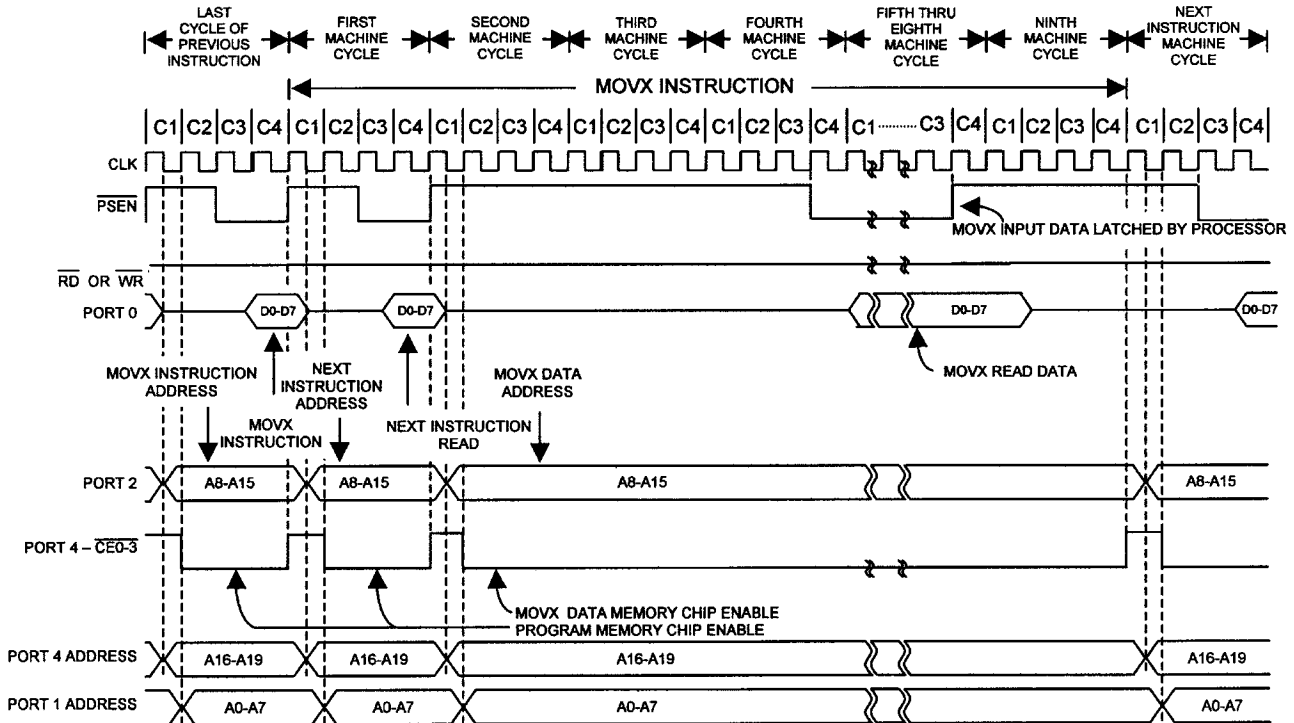 LAST CYCLE OF PREVIOUS INSTRUCTION
FIRST MACHINE CYCLE
SECOND MACHINE CYCLE
THIRD MACHINE CYCLE
FOURTH MACHINE CYCLE
FIFTH THRU EIGHTH MACHINE CYCLE
NINTH MACHINE CYCLE
NEXT INSTRUCTION MACHINE CYCLE
MOVX INSTRUCTION
C1 C2 C3 C4 C1 C2 C3 C4 C1 C2 C3 C4 C1 C2 C3 C4 C1 C2 C3 C4 C1 ........ C3 C4 C1 C2 C3 C4 C1 C2 C3 C4
CLK
PSEN
MOVX INPUT DATA LATCHED BY PROCESSOR
RD OR WR
PORT 0
D0-D7
D0-D7
D0-D7
D0-D7
MOVX READ DATA
MOVX INSTRUCTION ADDRESS
NEXT INSTRUCTION ADDRESS
MOVX DATA ADDRESS
MOVX INSTRUCTION
NEXT INSTRUCTION READ
PORT 2
A8-A15
A8-A15
A8-A15
A8-A15
PORT 4 – CE0-3
MOVX DATA MEMORY CHIP ENABLE
PROGRAM MEMORY CHIP ENABLE
PORT 4 ADDRESS
A16-A19
A16-A19
A16-A19
A16-A19
PORT 1 ADDRESS
A0-A7
A0-A7
A0-A7
A0-A7